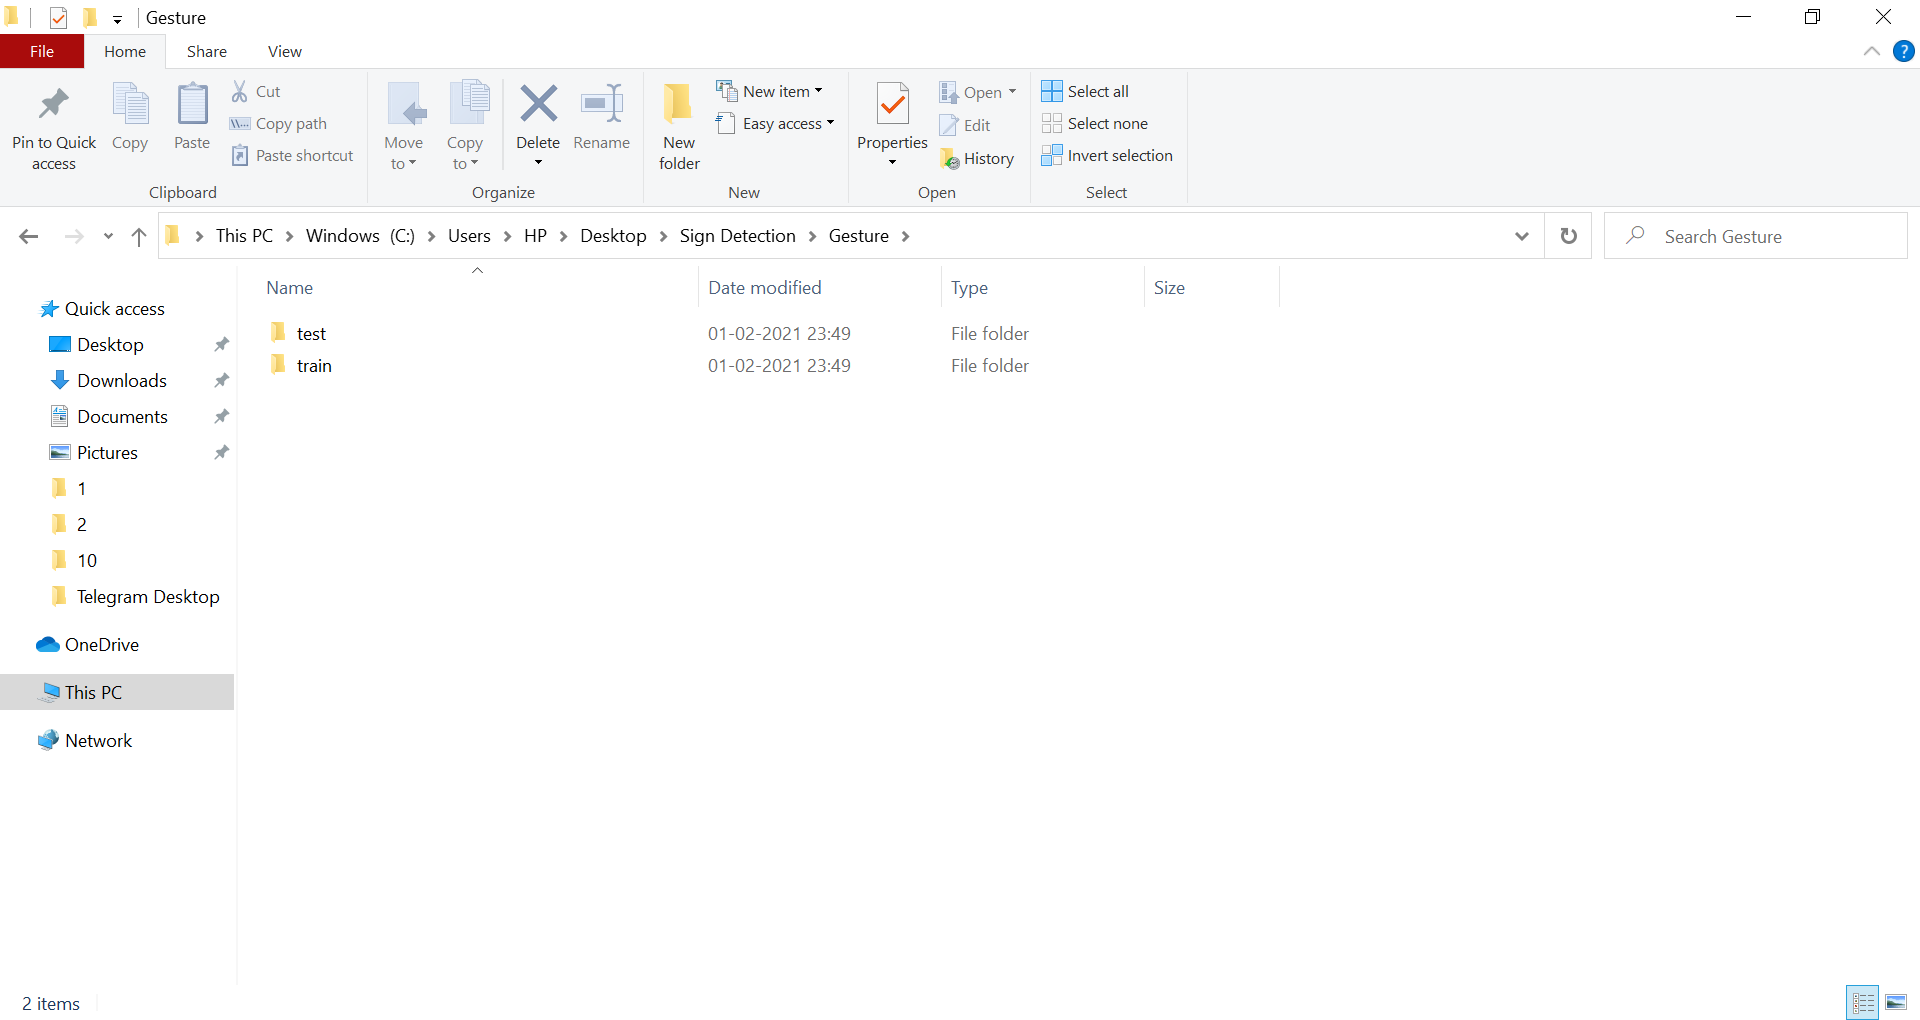 Gesture
File Home Share View
Pin to Quick access
Copy
Paste
Cut
Copy path
Paste shortcut
Clipboard
Move to
Copy to
Delete
Rename
Organize
New folder
New item
Easy access
New
Properties
Open
Edit
History
Open
Select all
Select none
Invert selection
Select
This PC Windows (C:) Users HP Desktop Sign Detection Gesture
Search Gesture
Name Date modified Type Size
test 01-02-2021 23:49 File folder
train 01-02-2021 23:49 File folder
Quick access
Desktop
Downloads
Documents
Pictures
1
2
10
Telegram Desktop
OneDrive
This PC
Network
2 items